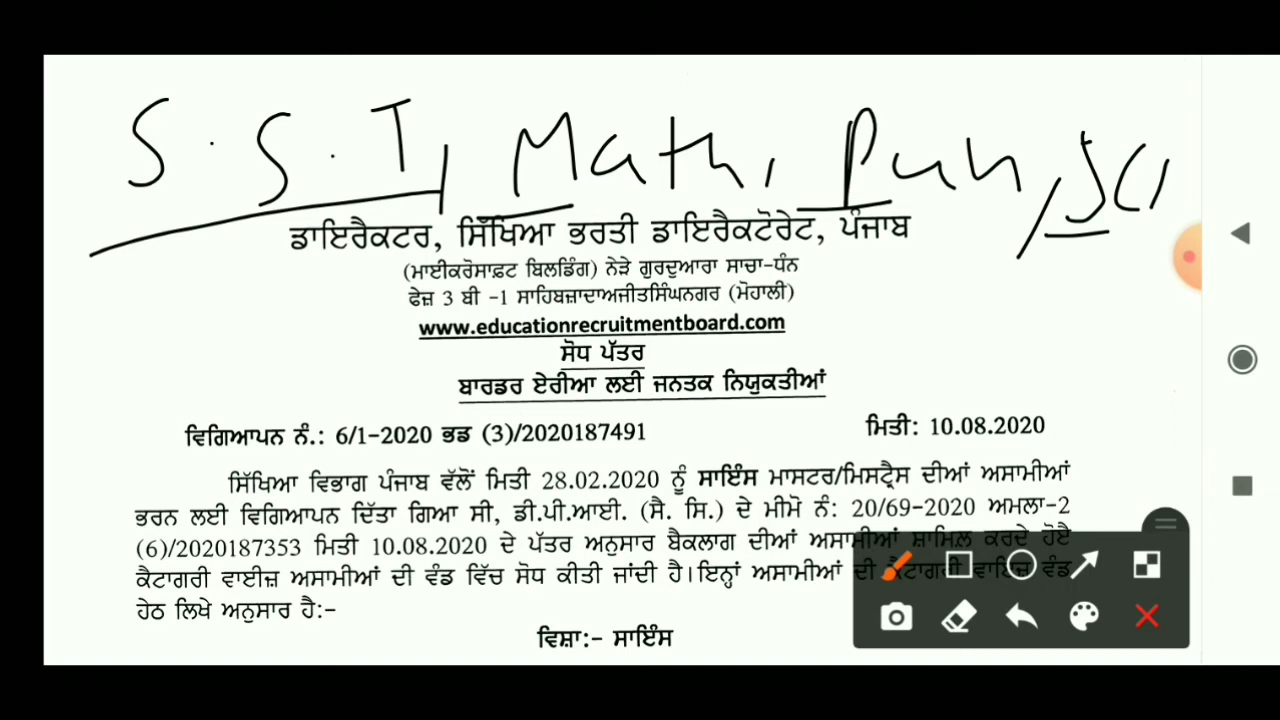 S.S.T, Math, Pun, Sci
ਡਾਇਰੈਕਟਰ, ਸਿੱਖਿਆ ਭਰਤੀ ਡਾਇਰੈਕਟੋਰੇਟ, ਪੰਜਾਬ
(ਮਾਈਕਰੋਸਾਫ਼ਟ ਬਿਲਡਿੰਗ) ਨੇੜੇ ਗੁਰਦੁਆਰਾ ਸਾਚਾ-ਧੰਨ
ਫੇਜ਼ 3 ਬੀ -1 ਸਾਹਿਬਜ਼ਾਦਾਅਜੀਤਸਿੰਘਨਗਰ (ਮੋਹਾਲੀ)
www.educationrecruitmentboard.com
ਸੋਧ ਪੱਤਰ
ਬਾਰਡਰ ਏਰੀਆ ਲਈ ਜਨਤਕ ਨਿਯੁਕਤੀਆਂ
ਵਿਗਿਆਪਨ ਨੰ.: 6/1-2020 ਭਡ (3)/2020187491 ਮਿਤੀ: 10.08.2020
ਸਿੱਖਿਆ ਵਿਭਾਗ ਪੰਜਾਬ ਵੱਲੋਂ ਮਿਤੀ 28.02.2020 ਨੂੰ ਸਾਇੰਸ ਮਾਸਟਰ/ਮਿਸਟ੍ਰੈਸ ਦੀਆਂ ਅਸਾਮੀਆਂ
ਭਰਨ ਲਈ ਵਿਗਿਆਪਨ ਦਿੱਤਾ ਗਿਆ ਸੀ, ਡੀ.ਪੀ.ਆਈ. (ਸੈ. ਸਿ.) ਦੇ ਮੀਮੋ ਨੰ: 20/69-2020 ਅਮਲਾ-2
(6)/2020187353 ਮਿਤੀ 10.08.2020 ਦੇ ਪੱਤਰ ਅਨੁਸਾਰ ਬੈਕਲਾਗ ਦੀਆਂ ਅਸਾਮੀਆਂ ਸ਼ਾਮਿਲ ਕਰਦੇ ਹੋਏ
ਕੈਟਾਗਰੀ ਵਾਈਜ਼ ਅਸਾਮੀਆਂ ਦੀ ਵੰਡ ਵਿੱਚ ਸੋਧ ਕੀਤੀ ਜਾਂਦੀ ਹੈ।ਇਨ੍ਹਾਂ ਅਸਾਮੀਆਂ ਦੀ ਕੈਟਾਗਰੀ ਵਾਇਜ਼ ਵੰਡ
ਹੇਠ ਲਿਖੇ ਅਨੁਸਾਰ ਹੈ:-
ਵਿਸ਼ਾ:- ਸਾਇੰਸ